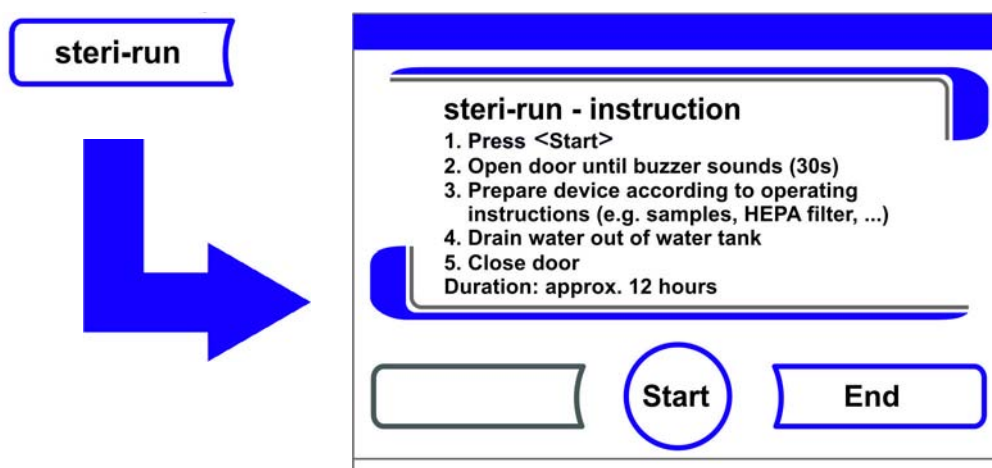 steri-run
steri-run - instruction
1. Press <Start>
2. Open door until buzzer sounds (30s)
3. Prepare device according to operating
instructions (e.g. samples, HEPA filter, ...)
4. Drain water out of water tank
5. Close door
Duration: approx. 12 hours
Start
End